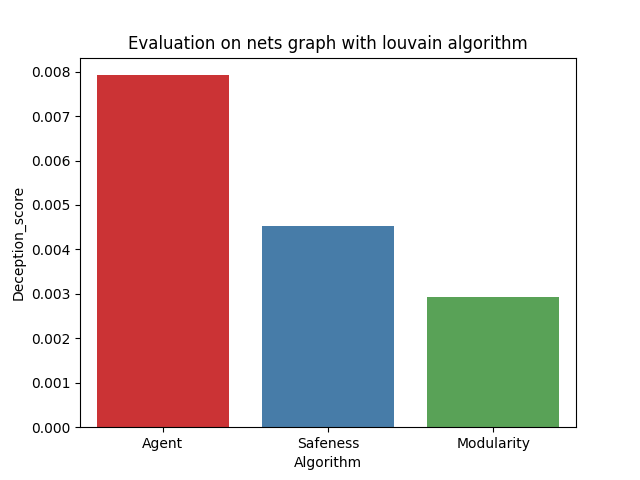 Evaluation on nets graph with louvain algorithm
Deception_score
0.008
0.007
0.006
0.005
0.004
0.003
0.002
0.001
0.000
Agent Safeness Modularity
Algorithm